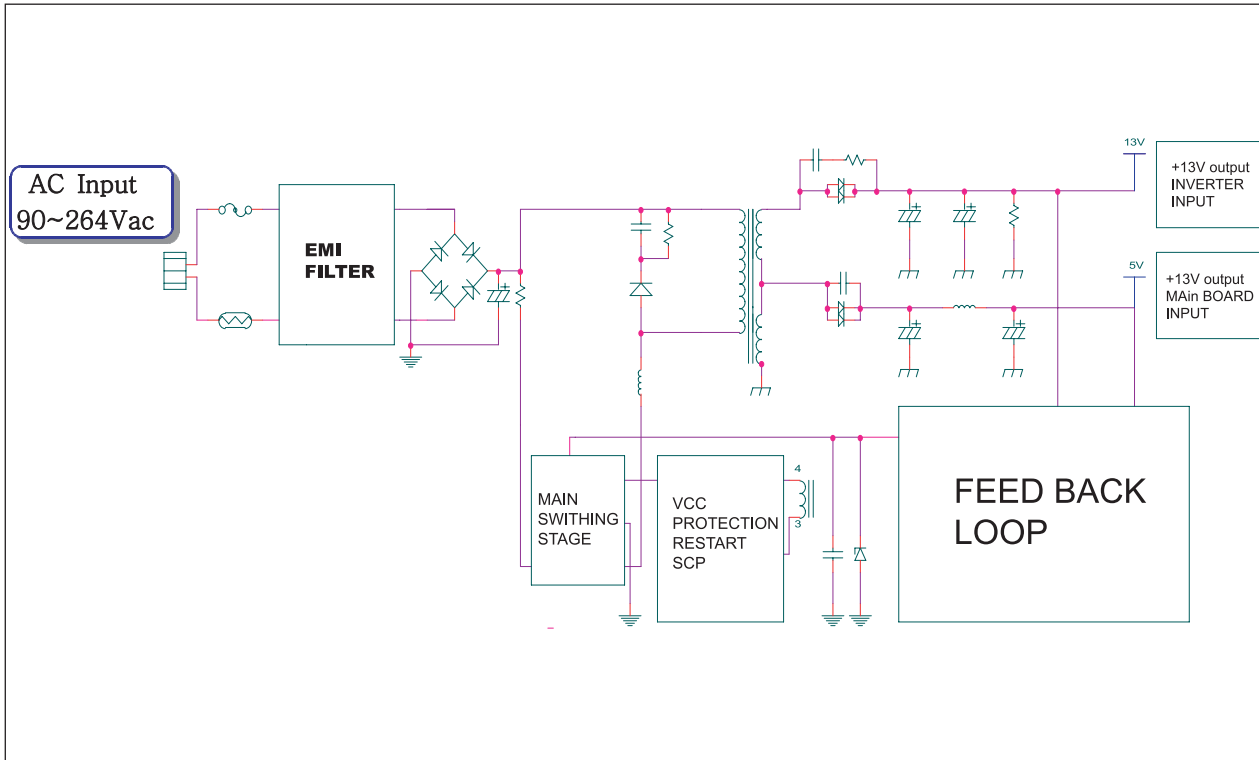 AC Input
90~264Vac
EMI
FILTER
13V
+13V output
INVERTER
INPUT
5V
+13V output
MAin BOARD
INPUT
MAIN
SWITHING
STAGE
VCC
PROTECTION
RESTART
SCP
4
3
FEED BACK
LOOP